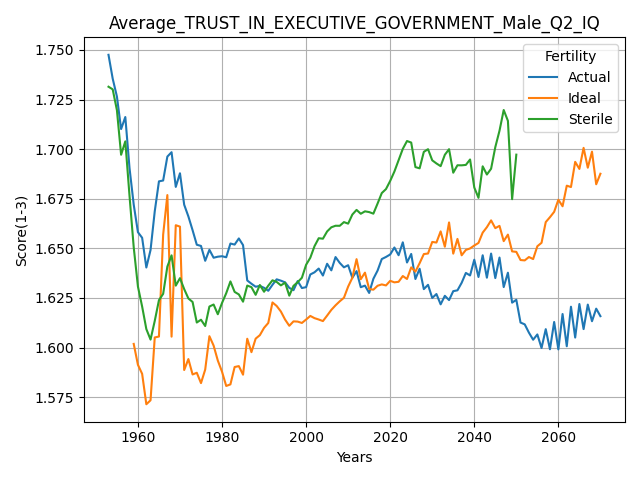 Average_TRUST_IN_EXECUTIVE_GOVERNMENT_Male_Q2_IQ
Fertility
Actual
Ideal
Sterile
Score(1-3)
1.750
1.725
1.700
1.675
1.650
1.625
1.600
1.575
1960
1980
2000
2020
2040
2060
Years